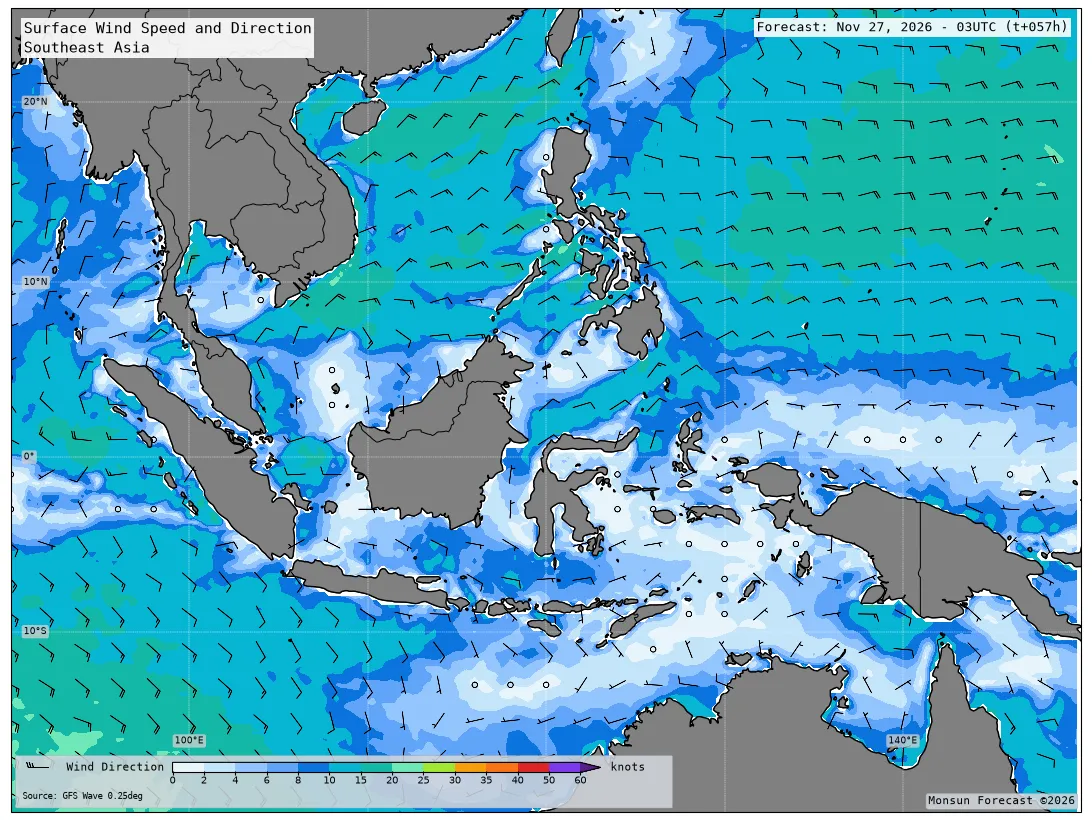 Surface Wind Speed and Direction
Southeast Asia
Forecast: Nov 27, 2026 - 03UTC (t+057h)
20°N
10°N
0°
10°S
100°E
140°E
Wind Direction
0 2 4 6 8 10 15 20 25 30 35 40 50 60
knots
Source: GFS Wave 0.25deg
Monsun Forecast ©2026